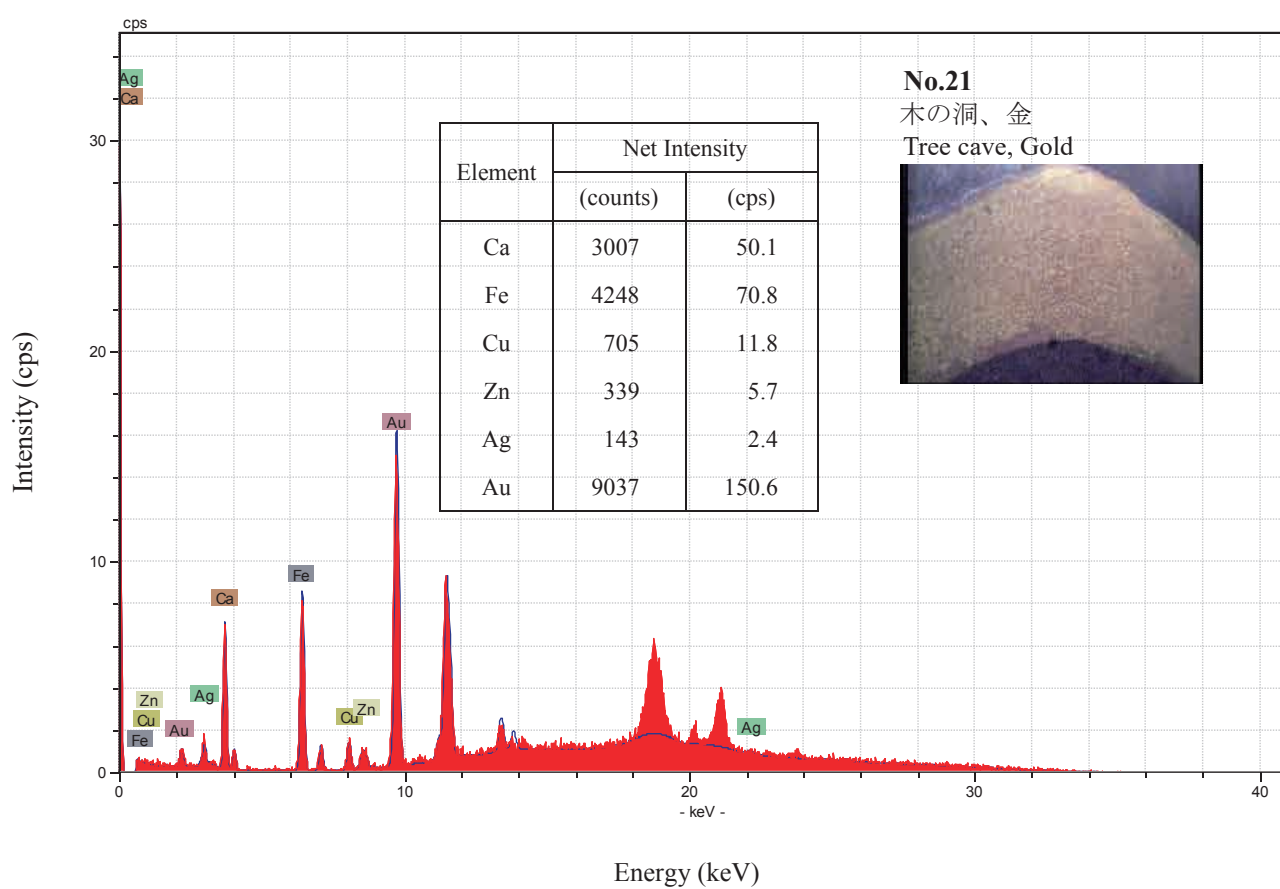 cps
Ag
Ca
No.21
木の洞、金
Tree cave, Gold
Element Net Intensity
(counts) (cps)
Ca 3007 50.1
Fe 4248 70.8
Cu 705 11.8
Zn 339 5.7
Ag 143 2.4
Au 9037 150.6
Intensity (cps)
30
20
10
0
Au
Fe
Ca
Zn
Ag
Cu
Au
Fe
Cu
Zn
Ag
0 10 20 30 40
- keV -
Energy (keV)